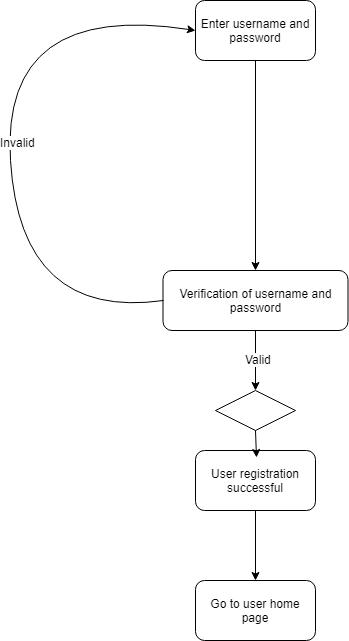 Enter username and
password
Invalid
Verification of username and
password
Valid
User registration
successful
Go to user home
page